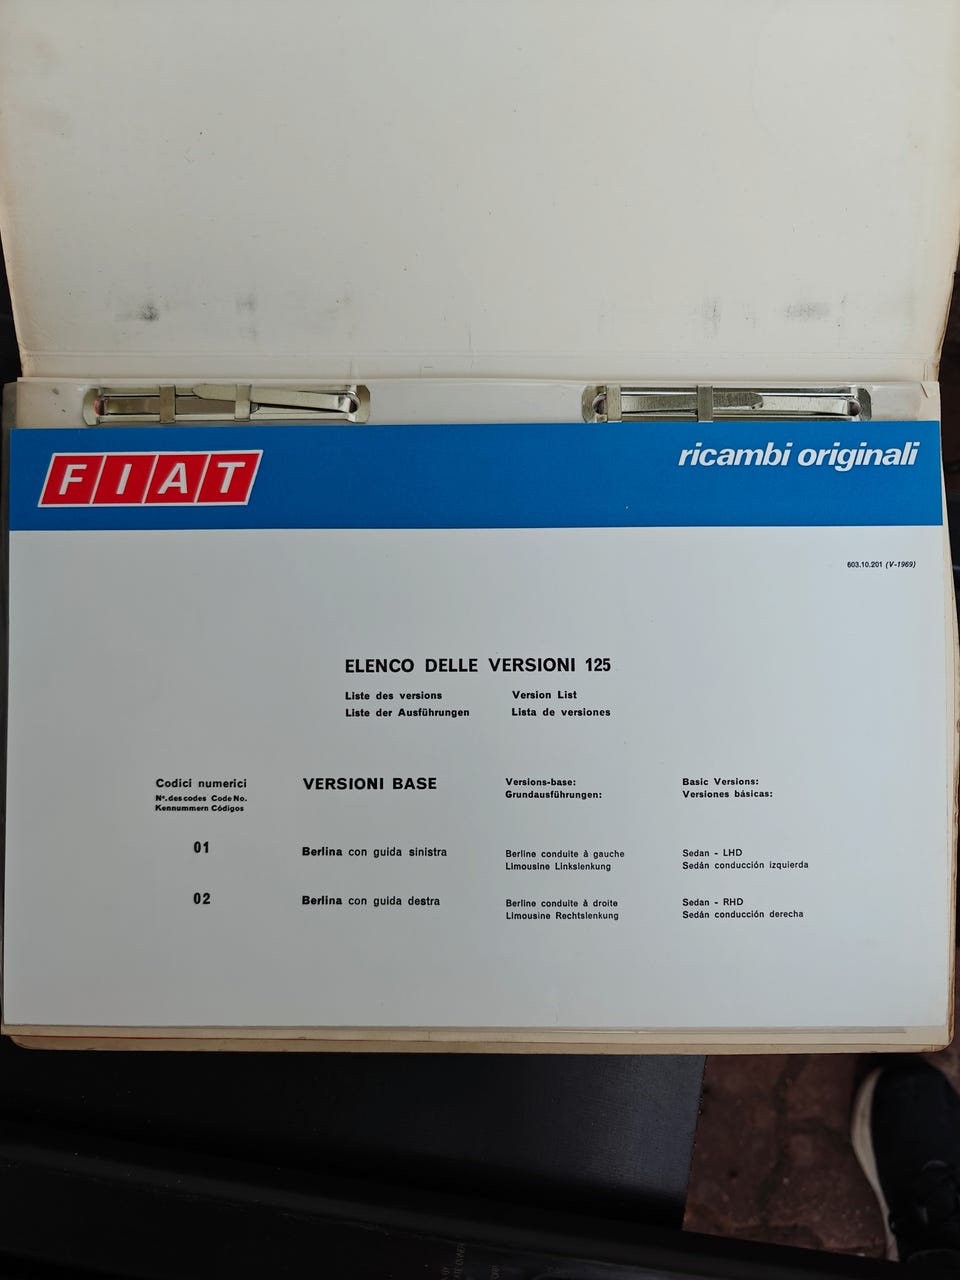 FIAT
ricambi originali
603.10.201 (V-1969)
ELENCO DELLE VERSIONI 125
Liste des versions Version List
Liste der Ausführungen Lista de versiones
Codici numerici VERSIONI BASE Versions-base: Basic Versions:
Nos. des codes Code No. Grundausführungen: Versiones básicas:
Kennummern Códigos
01 Berlina con guida sinistra Berline conduite à gauche Sedan - LHD
Limousine Linkslenkung Sedán conducción izquierda
02 Berlina con guida destra Berline conduite à droite Sedan - RHD
Limousine Rechtslenkung Sedán conducción derecha